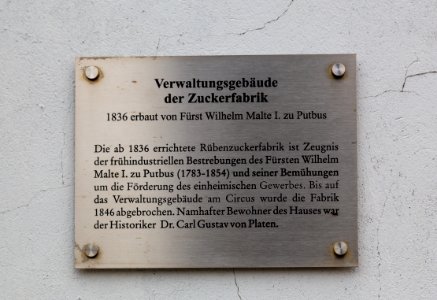 Verwaltungsgebäude
der Zuckerfabrik
1836 erbaut von Fürst Wilhelm Malte I. zu Putbus
Die ab 1836 errichtete Rübenzuckerfabrik ist Zeugnis
der frühindustriellen Bestrebungen des Fürsten Wilhelm
Malte I. zu Putbus (1783-1854) und seiner Bemühungen
um die Förderung des einheimischen Gewerbes. Bis auf
das Verwaltungsgebäude am Circus wurde die Fabrik
1846 abgebrochen. Namhafter Bewohner des Hauses war
der Historiker Dr. Carl Gustav von Platen.